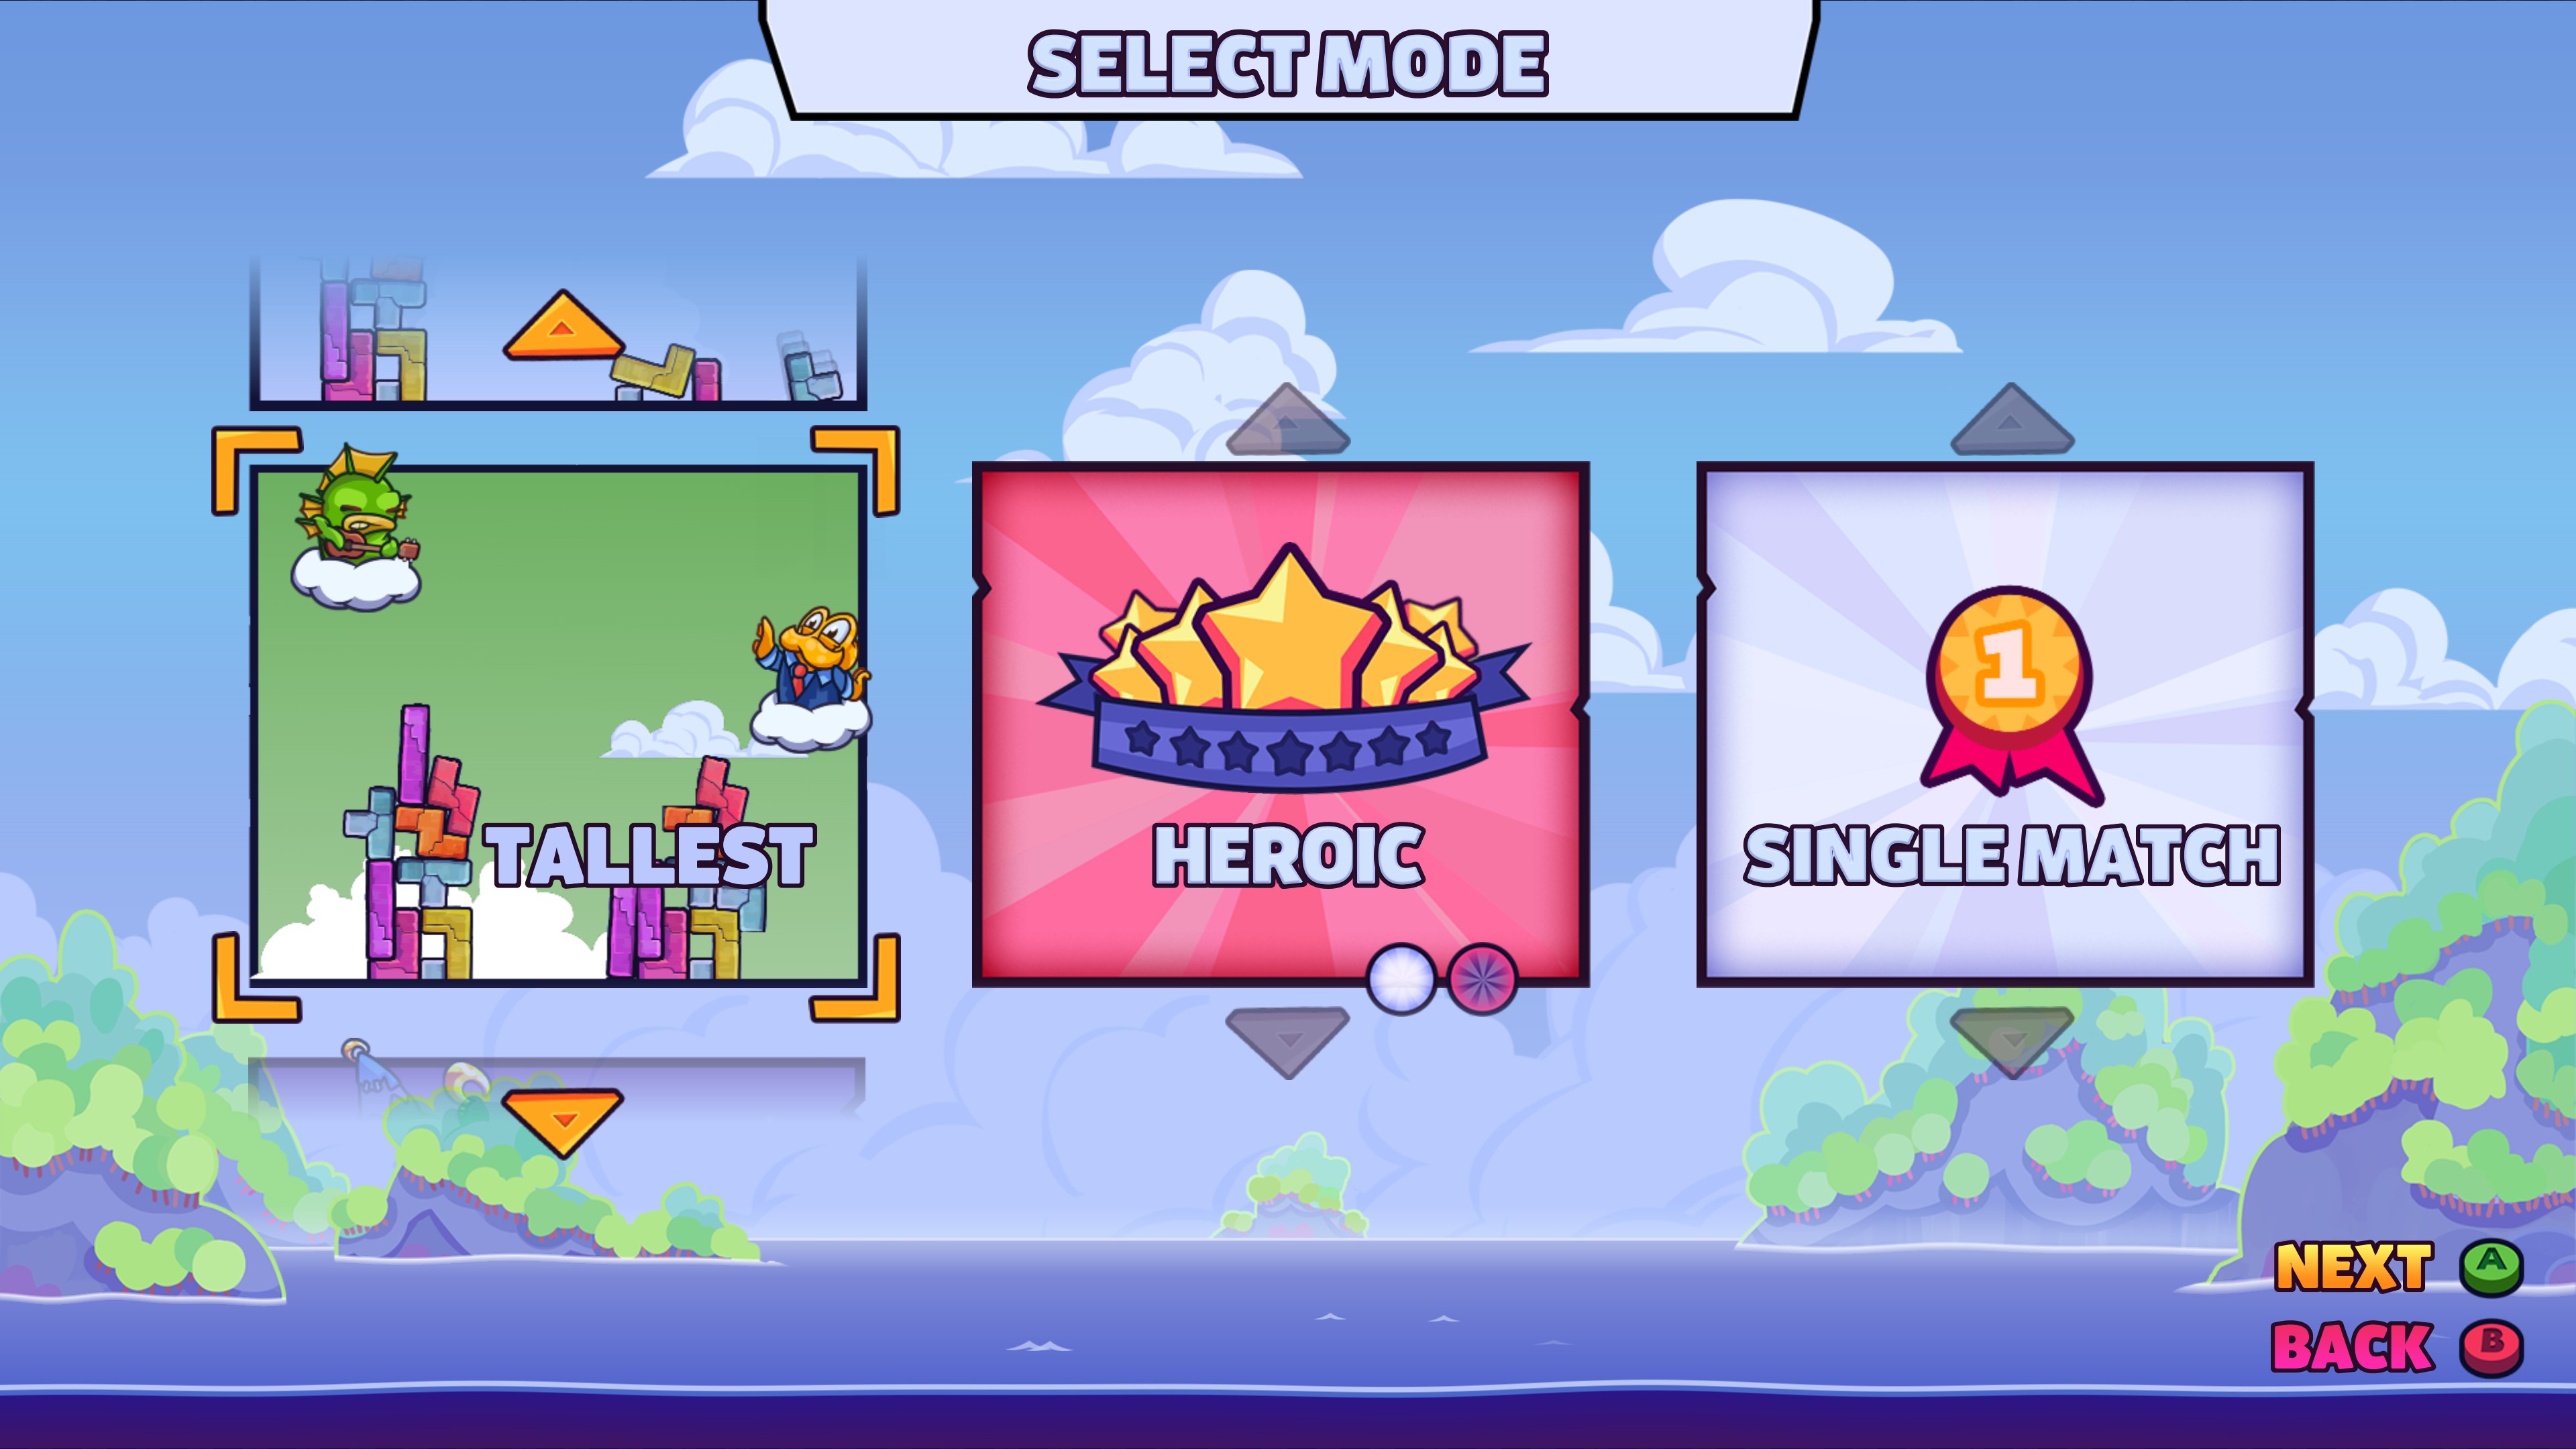 SELECT MODE
TALLEST
HEROIC
1
SINGLE MATCH
NEXT A
BACK B